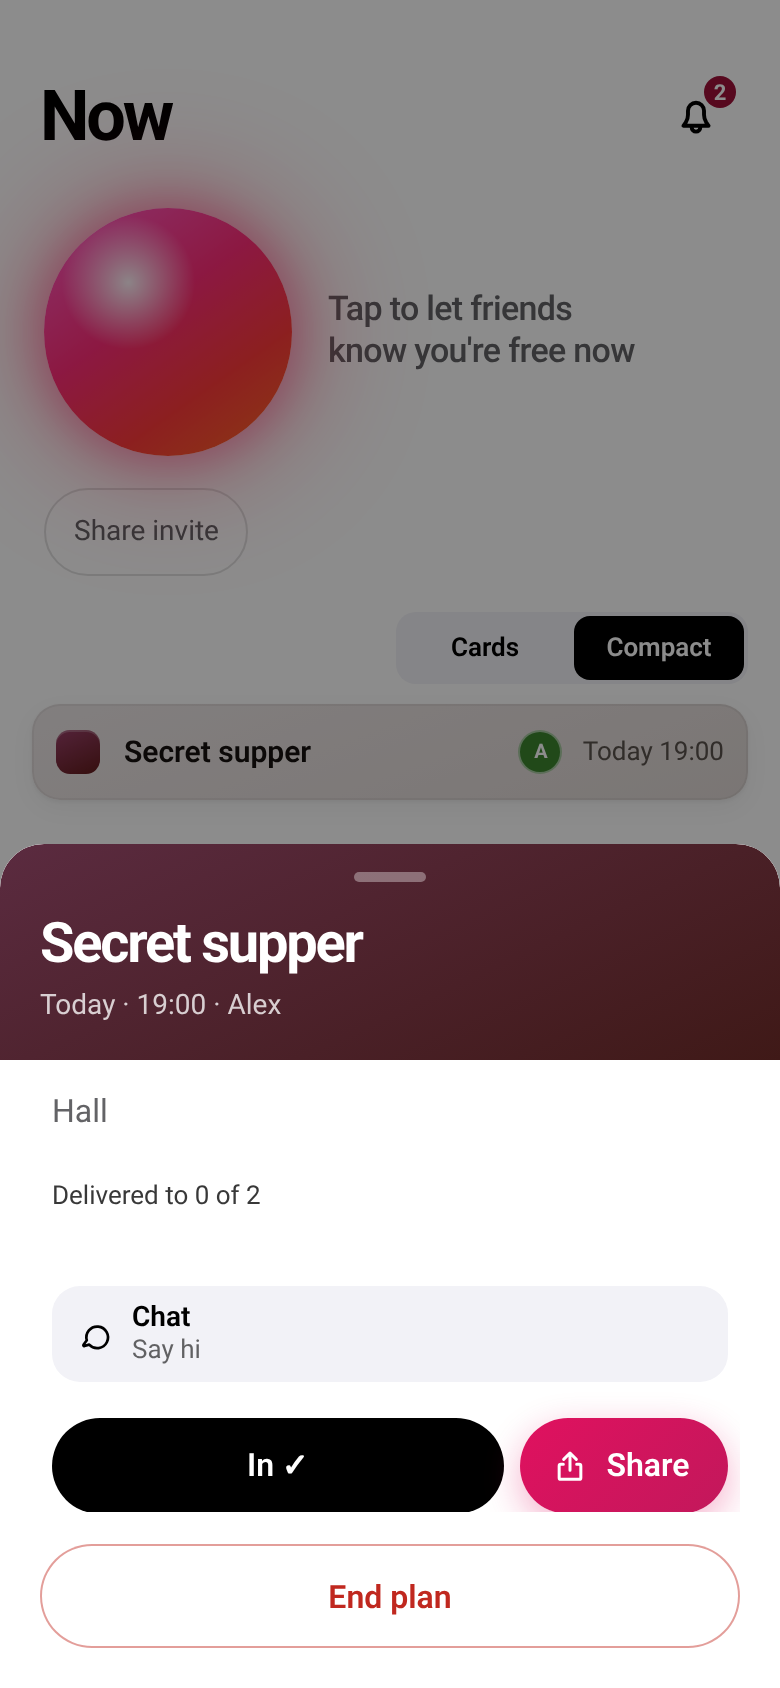 Now
2
Tap to let friends
know you're free now
Share invite
Cards
Compact
Secret supper
A
Today 19:00
Secret supper
Today · 19:00 · Alex
Hall
Delivered to 0 of 2
Chat
Say hi
In ✓
Share
End plan